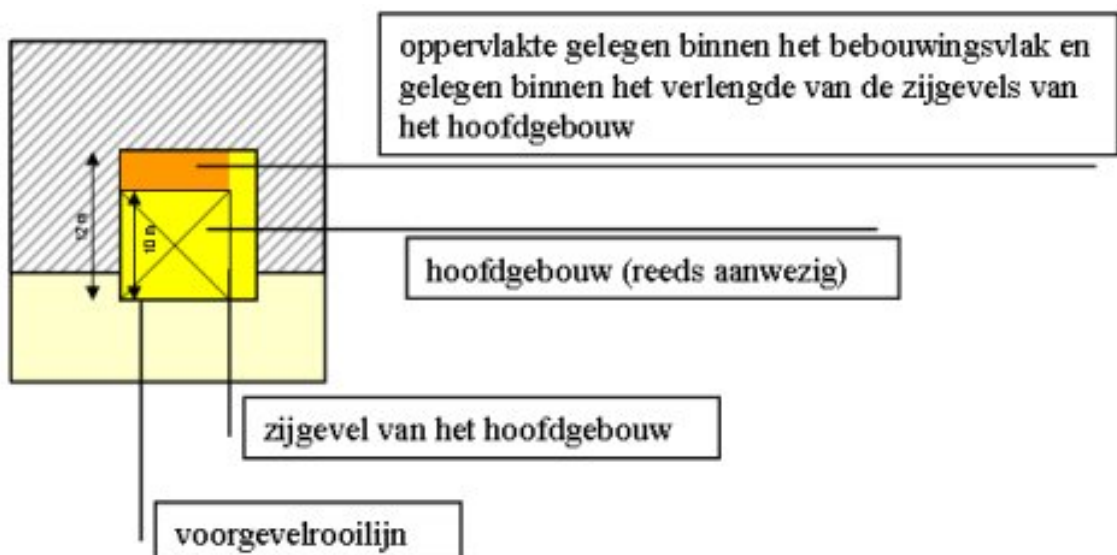 oppervlakte gelegen binnen het bebouwingsvlak en
gelegen binnen het verlengde van de zijgevels van
het hoofdgebouw
12 m
10 m
hoofdgebouw (reeds aanwezig)
zijgevel van het hoofdgebouw
voorgevelrooilijn